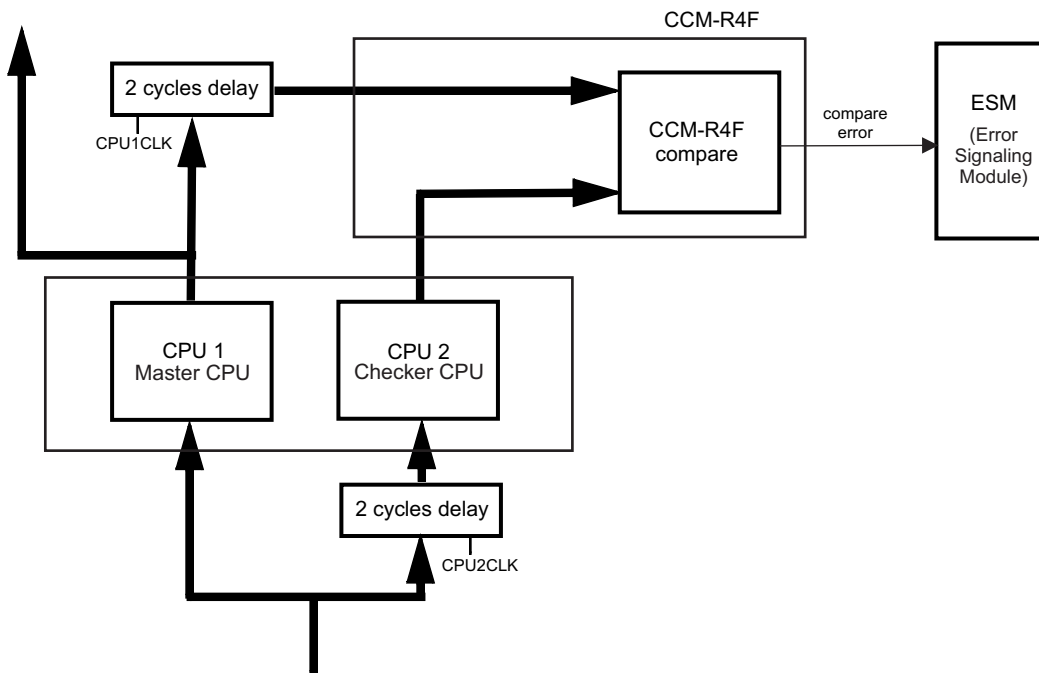 CCM-R4F
2 cycles delay
CPU1CLK
CCM-R4F
compare
compare
error
ESM
(Error
Signaling
Module)
CPU 1
Master CPU
CPU 2
Checker CPU
2 cycles delay
CPU2CLK